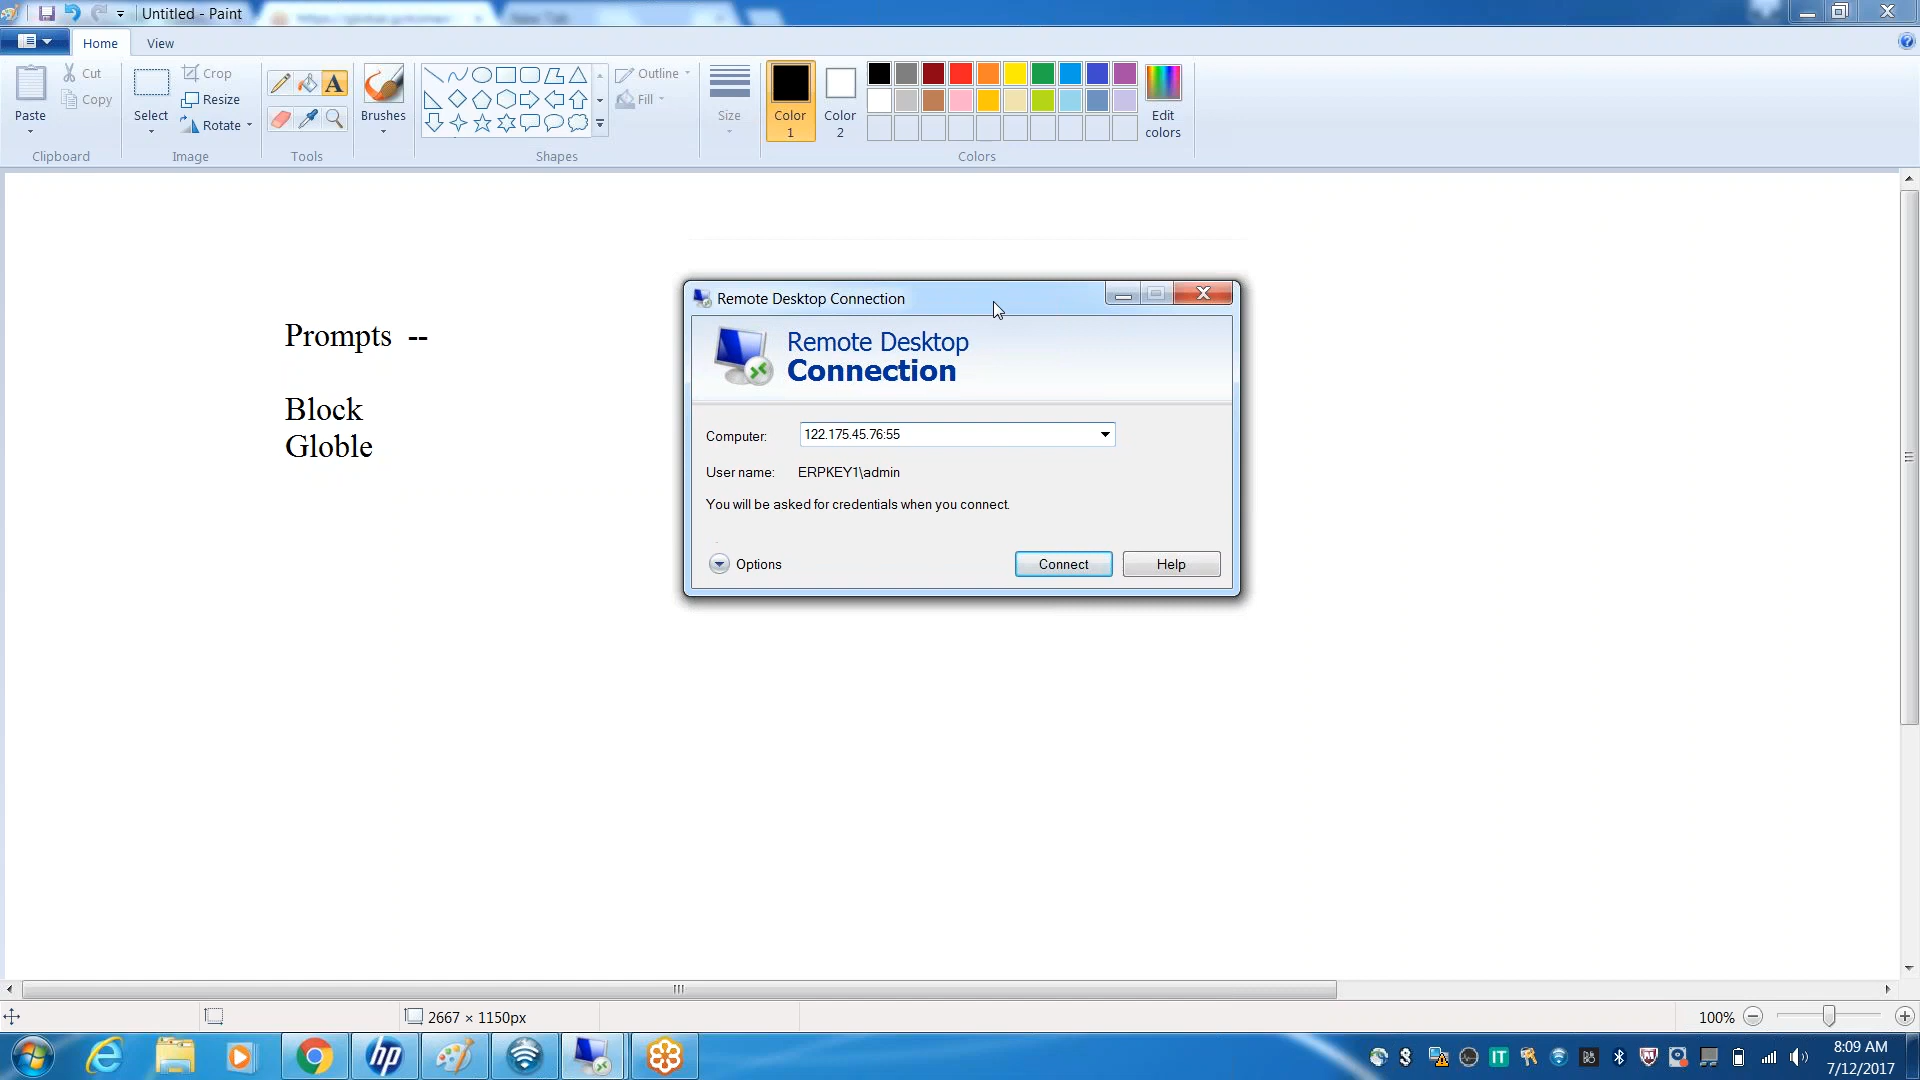 Untitled - Paint
Home
View
Paste
Cut
Copy
Clipboard
Select
Crop
Resize
Rotate
Image
A
Tools
Brushes
Shapes
Outline
Fill
Size
Color 1
Color 2
Edit colors
Colors
Prompts --
Block
Globle
Remote Desktop Connection
Remote Desktop
Connection
Computer:
122.175.45.76:55
User name:
ERPKEY1\admin
You will be asked for credentials when you connect.
Options
Connect
Help
2667 × 1150px
100%
hp
IT
8:09 AM
7/12/2017